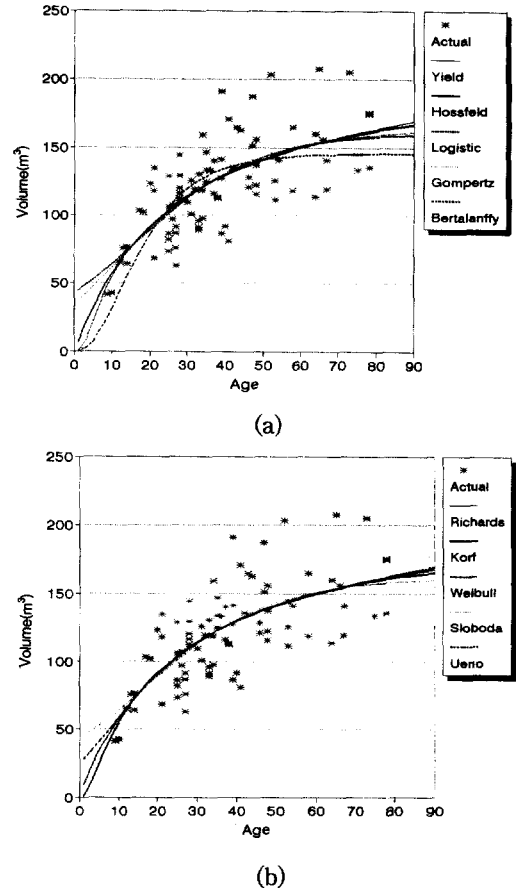 250
200
150
100
50
0
Volume(m³)
0 10 20 30 40 50 60 70 80 90
Age
Actual
Yield
Hossfeld
Logistic
Gompertz
Bertalanffy
(a)
250
200
150
100
50
0
Volume(m³)
0 10 20 30 40 50 60 70 80 90
Age
Actual
Richards
Korf
Weibull
Sloboda
Ueno
(b)